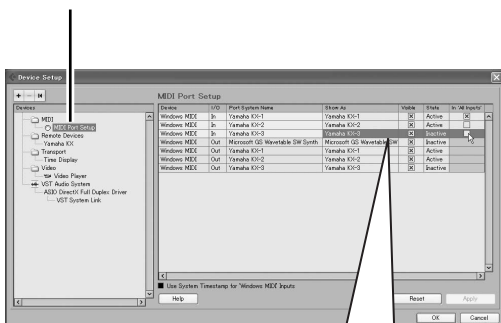 Device Setup
+ - |◄
Devices
MIDI
MIDI Port Setup
Remote Devices
Yamaha KX
Transport
Time Display
Video
Video Player
VST Audio System
ASIO DirectX Full Duplex Driver
VST System Link
MIDI Port Setup
Device I/O Port System Name Show As Visible State In 'All Inputs'
Windows MIDI In Yamaha KX-1 Yamaha KX-1 Active
Windows MIDI In Yamaha KX-2 Yamaha KX-2 Active
Windows MIDI In Yamaha KX-3 Yamaha KX-3 Inactive
Windows MIDI Out Microsoft GS Wavetable SW Synth Microsoft GS Wavetable SW Inactive
Windows MIDI Out Yamaha KX-1 Yamaha KX-1 Active
Windows MIDI Out Yamaha KX-2 Yamaha KX-2 Active
Windows MIDI Out Yamaha KX-3 Yamaha KX-3 Inactive
Use System Timestamp for 'Windows MIDI' Inputs
Help Reset Apply
OK Cancel